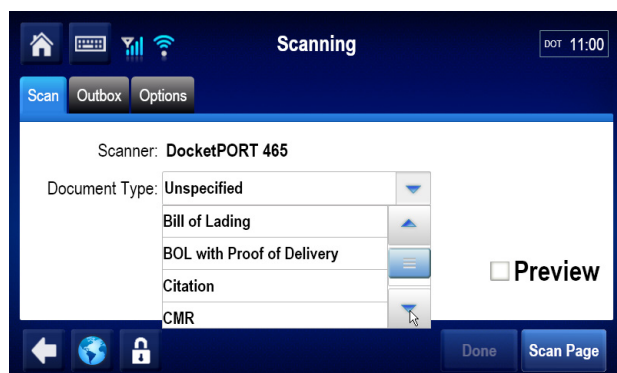 Scanning
DOT 11:00
Scan Outbox Options
Scanner: DocketPORT 465
Document Type: Unspecified
Bill of Lading
BOL with Proof of Delivery
Citation
CMR
Preview
Done Scan Page